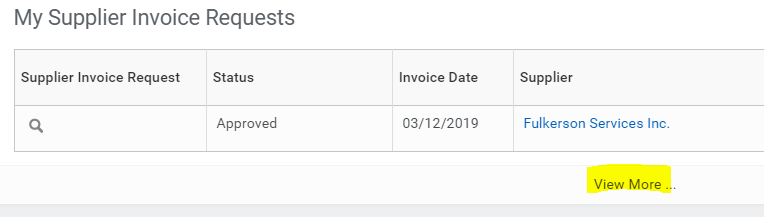 My Supplier Invoice Requests
Supplier Invoice Request Status Invoice Date Supplier
Approved 03/12/2019 Fulkerson Services Inc.
View More ...